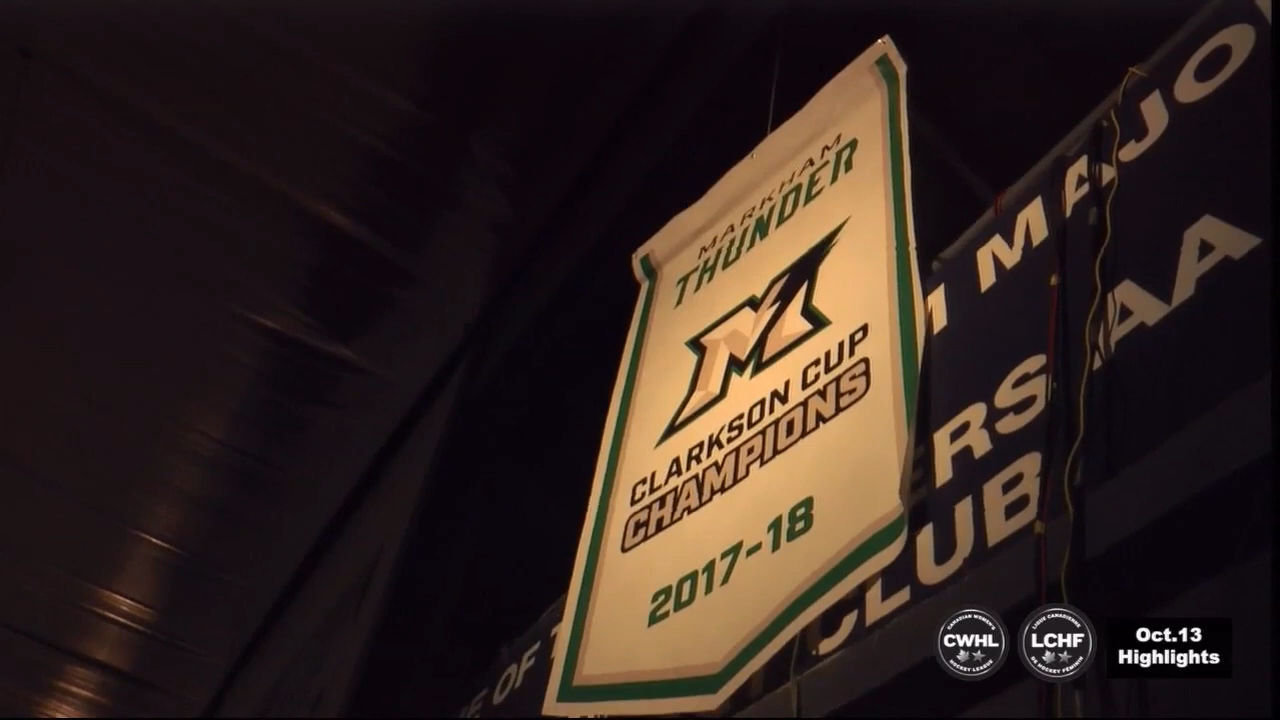 MARKHAM
THUNDER
CLARKSON CUP
CHAMPIONS
2017-18
MAJO
ERS AA
CLUB
E OF T
CANADIAN WOMEN'S
CWHL
HOCKEY LEAGUE
LIGUE CANADIENNE
LCHF
DE HOCKEY FÉMININ
Oct.13
Highlights